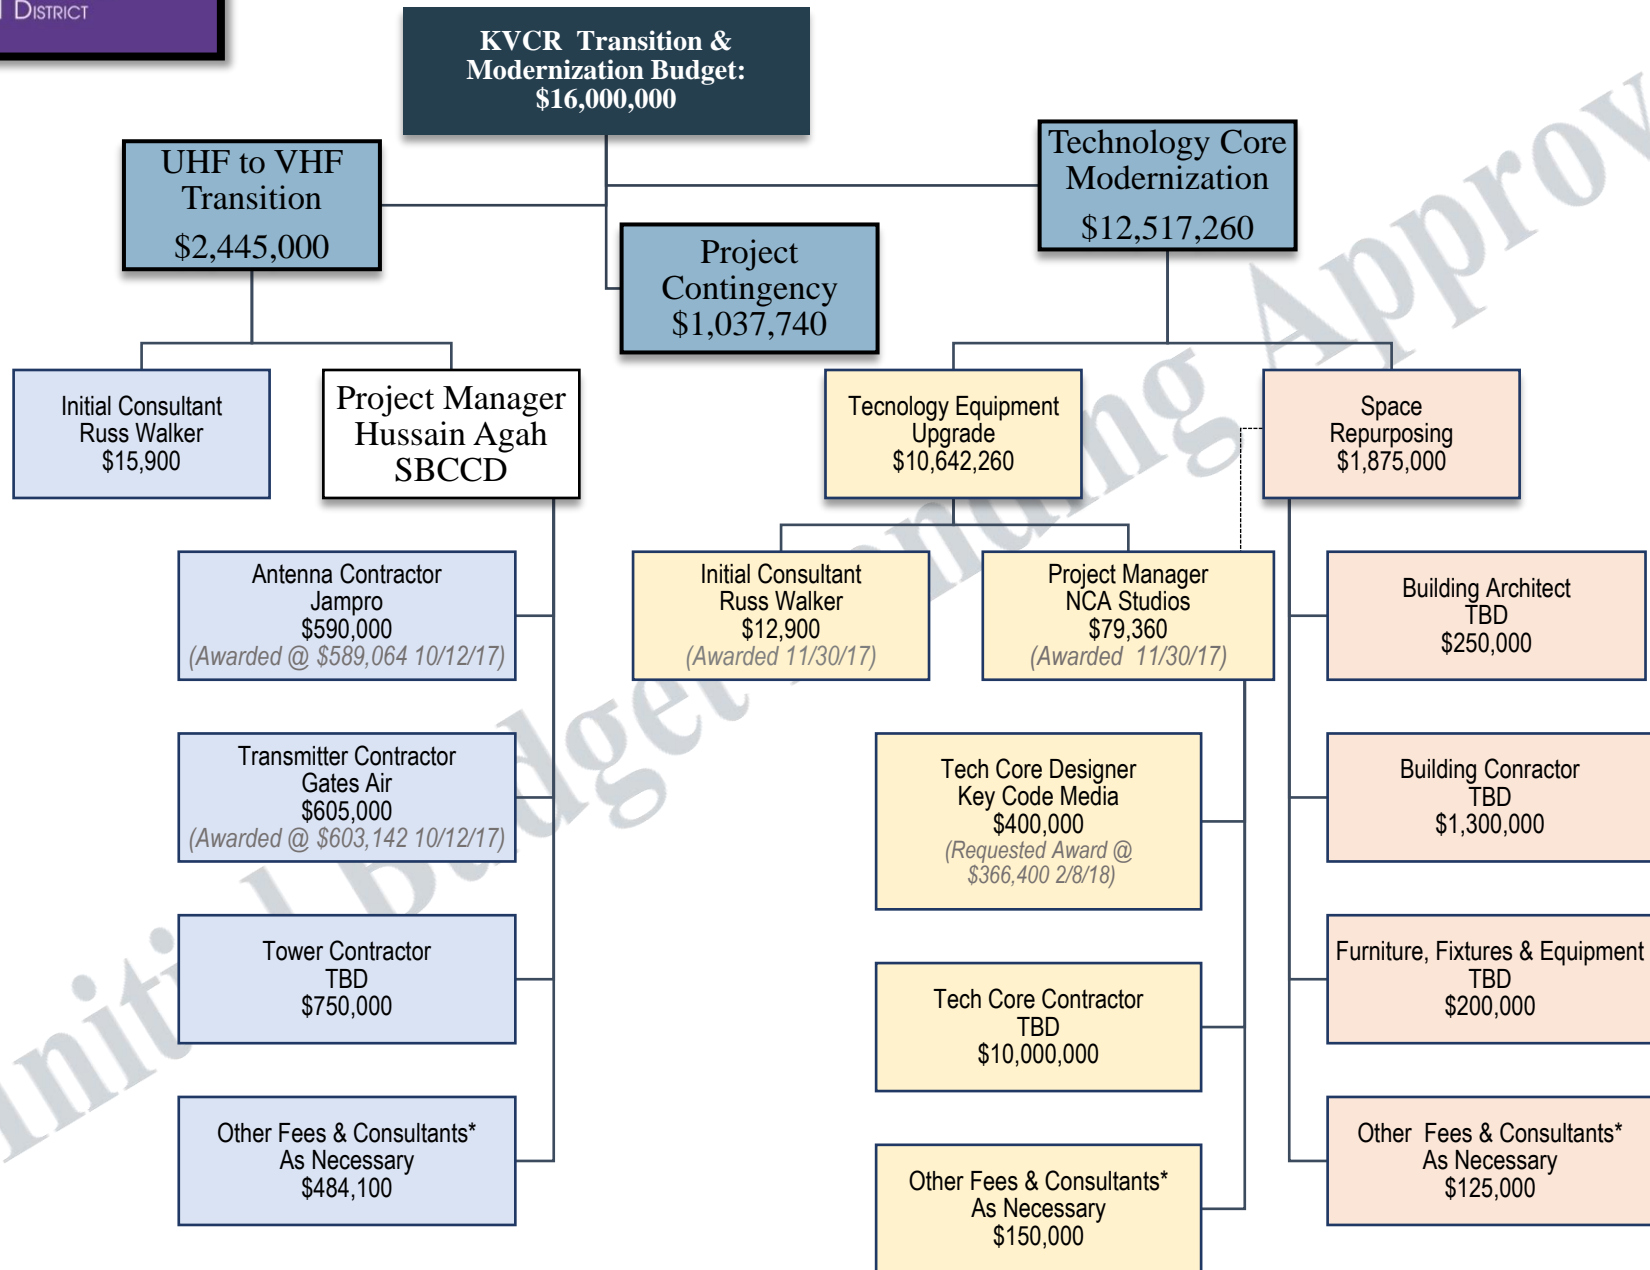 DISTRICT
KVCR Transition &
Modernization Budget:
$16,000,000
UHF to VHF
Transition
$2,445,000
Technology Core
Modernization
$12,517,260
Project
Contingency
$1,037,740
Initial Consultant
Russ Walker
$15,900
Project Manager
Hussain Agah
SBCCD
Tecnology Equipment
Upgrade
$10,642,260
Space
Repurposing
$1,875,000
Antenna Contractor
Jampro
$590,000
(Awarded @ $589,064 10/12/17)
Initial Consultant
Russ Walker
$12,900
(Awarded 11/30/17)
Project Manager
NCA Studios
$79,360
(Awarded 11/30/17)
Building Architect
TBD
$250,000
Transmitter Contractor
Gates Air
$605,000
(Awarded @ $603,142 10/12/17)
Tech Core Designer
Key Code Media
$400,000
(Requested Award @
$366,400 2/8/18)
Building Conractor
TBD
$1,300,000
Tower Contractor
TBD
$750,000
Tech Core Contractor
TBD
$10,000,000
Furniture, Fixtures & Equipment
TBD
$200,000
Other Fees & Consultants*
As Necessary
$484,100
Other Fees & Consultants*
As Necessary
$150,000
Other Fees & Consultants*
As Necessary
$125,000